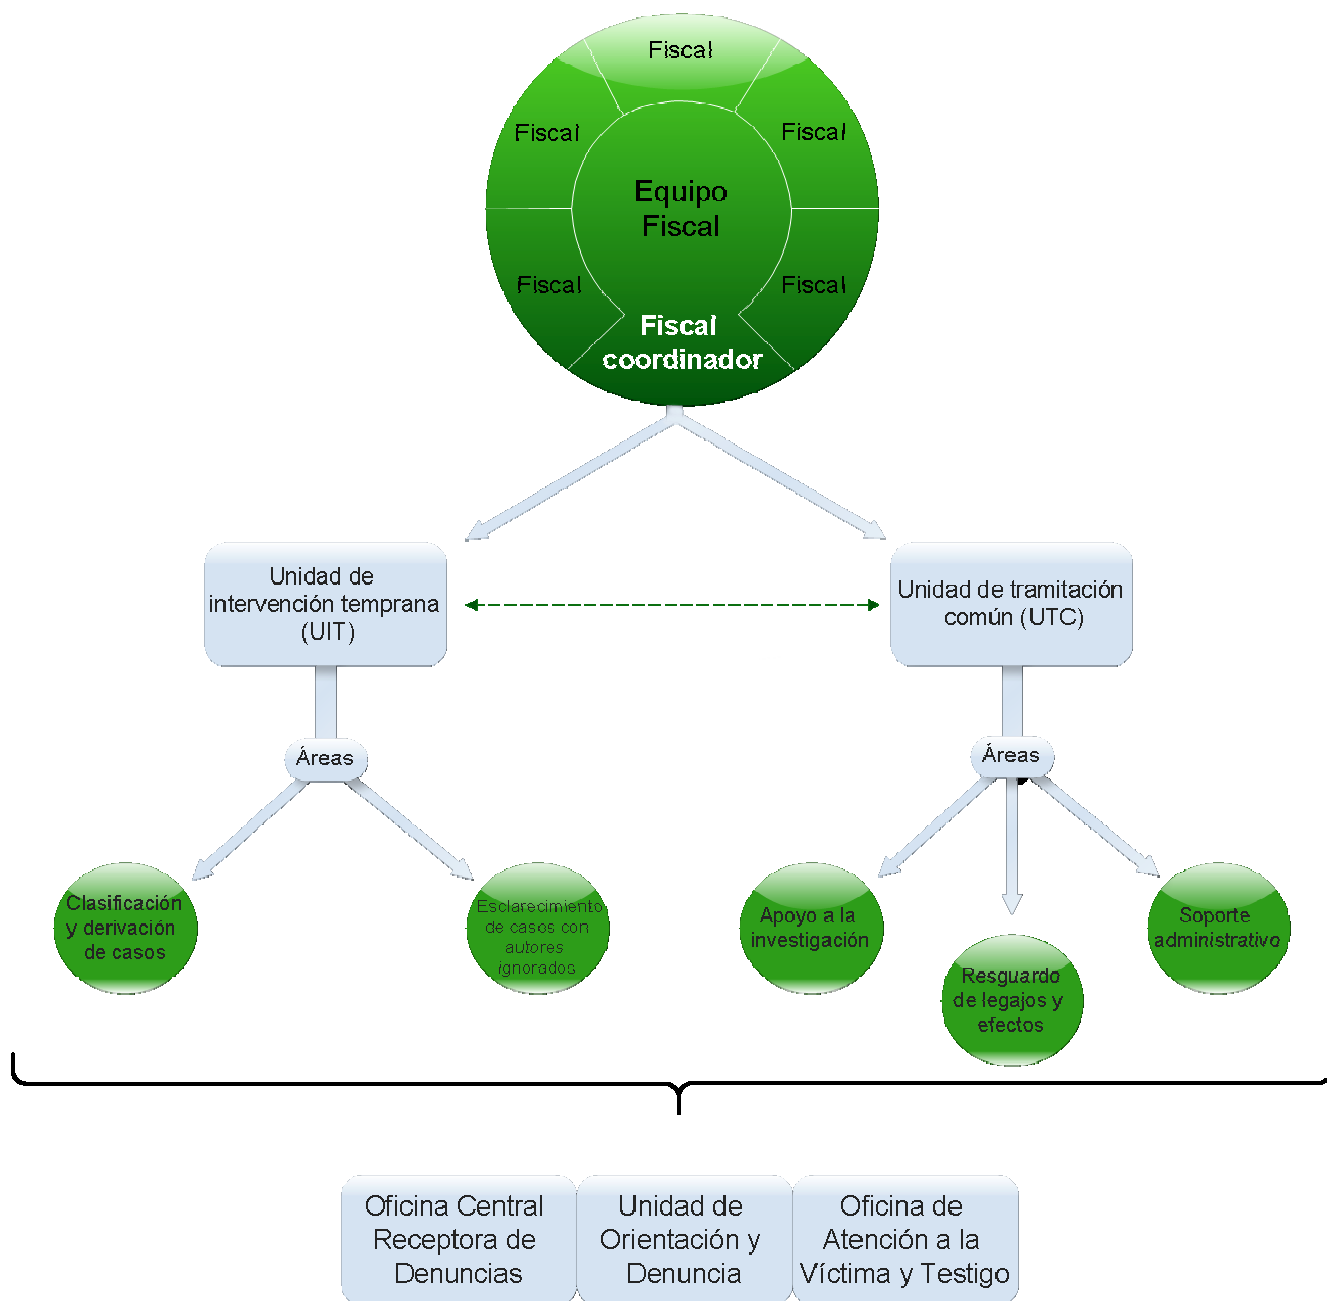 Fiscal
Fiscal
Fiscal
Equipo
Fiscal
Fiscal
Fiscal
Fiscal
coordinador
Unidad de
intervención temprana
(UIT)
Unidad de tramitación
común (UTC)
Áreas
Áreas
Clasificación
y derivación
de casos
Esclarecimiento
de casos con
autores
ignorados
Apoyo a la
investigación
Resguardo
de legajos y
efectos
Soporte
administrativo
Oficina Central
Receptora de
Denuncias
Unidad de
Orientación y
Denuncia
Oficina de
Atención a la
Víctima y Testigo